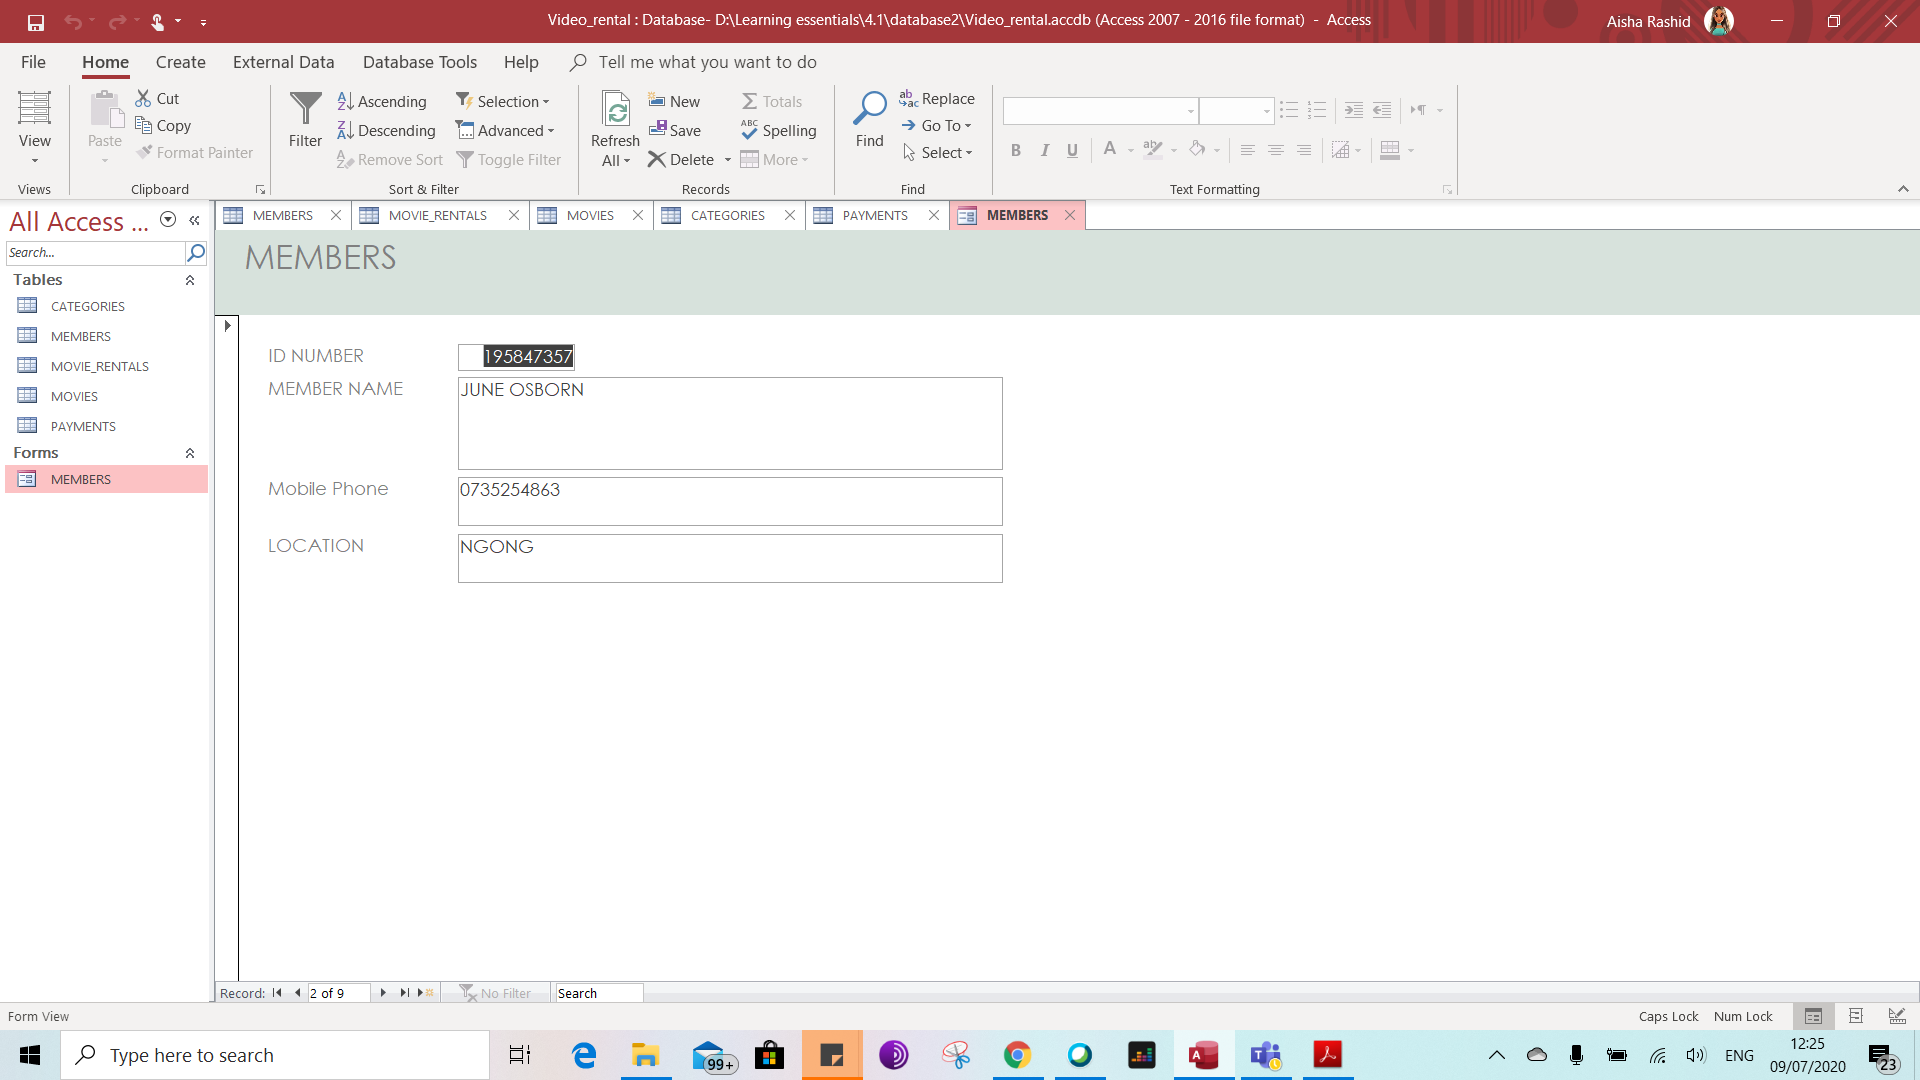 Video_rental : Database- D:\Learning essentials\4.1\database2\Video_rental.accdb (Access 2007 - 2016 file format) - Access
Aisha Rashid
File Home Create External Data Database Tools Help Tell me what you want to do
View
Views
Paste
Cut
Copy
Format Painter
Clipboard
Filter
Ascending
Descending
Remove Sort
Selection
Advanced
Toggle Filter
Sort & Filter
Refresh
All
New
Save
Delete
Totals
Spelling
More
Records
Find
Replace
Go To
Select
Find
B I U A
Text Formatting
All Access ...
Search...
Tables
CATEGORIES
MEMBERS
MOVIE_RENTALS
MOVIES
PAYMENTS
Forms
MEMBERS
MEMBERS MOVIE_RENTALS MOVIES CATEGORIES PAYMENTS MEMBERS
MEMBERS
ID NUMBER 195847357
MEMBER NAME JUNE OSBORN
Mobile Phone 0735254863
LOCATION NGONG
Record: 2 of 9 No Filter Search
Form View Caps Lock Num Lock
Type here to search
99+
ENG
12:25
09/07/2020
23